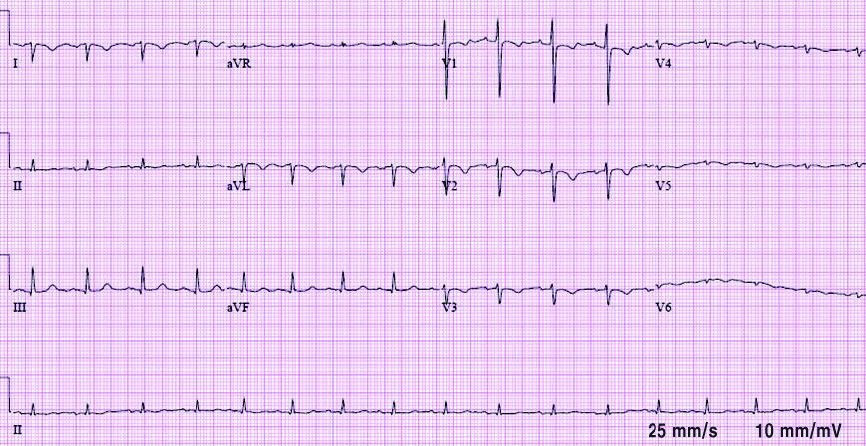 I aVR V1 V4
II aVL V2 V5
III aVF V3 V6
II
25 mm/s 10 mm/mV